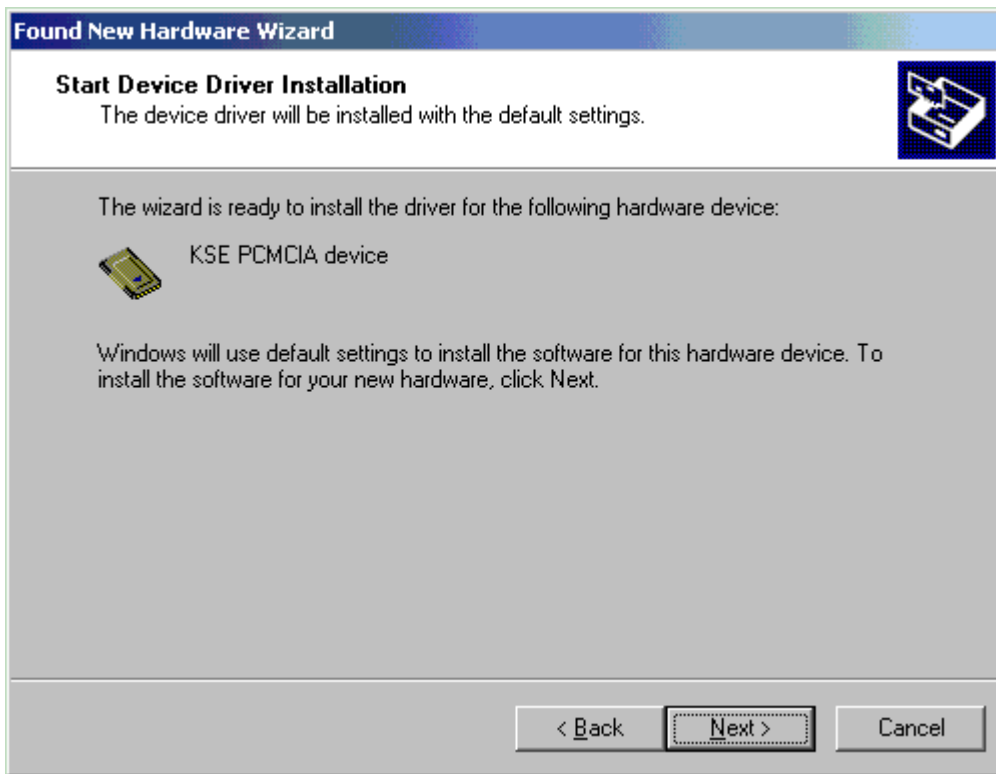 Found New Hardware Wizard
Start Device Driver Installation
The device driver will be installed with the default settings.
The wizard is ready to install the driver for the following hardware device:
KSE PCMCIA device
Windows will use default settings to install the software for this hardware device. To
install the software for your new hardware, click Next.
< Back Next > Cancel